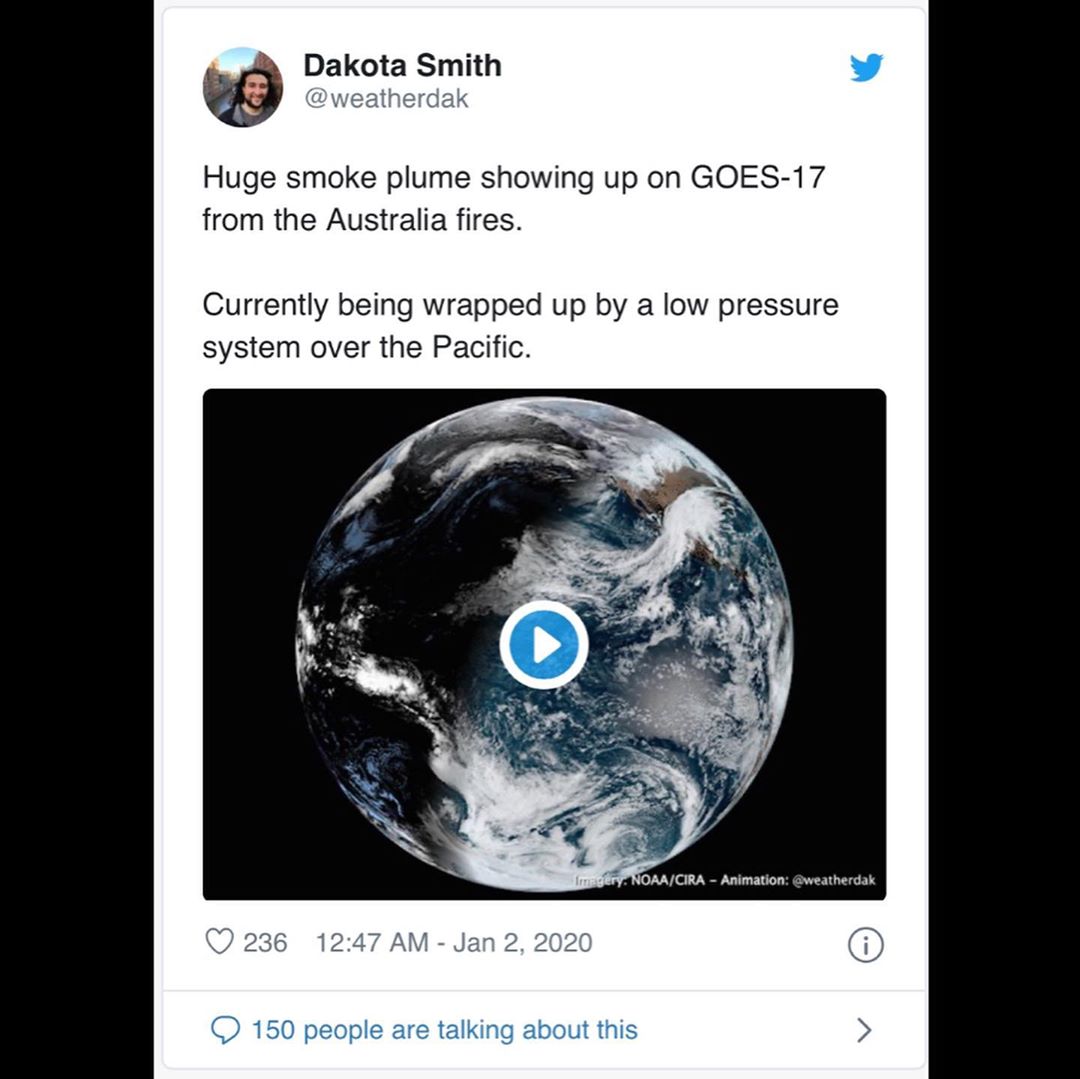 Dakota Smith
@weatherdak
Huge smoke plume showing up on GOES-17
from the Australia fires.
Currently being wrapped up by a low pressure
system over the Pacific.
Imagery: NOAA/CIRA – Animation: @weatherdak
236 12:47 AM - Jan 2, 2020
150 people are talking about this